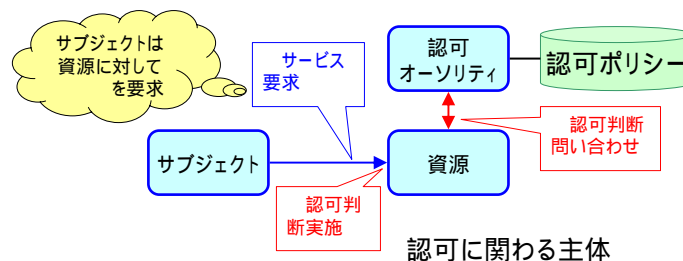 サブジェクトは
資源に対して
を要求
サービス
要求
認可
オーソリティ
認可ポリシー
認可判断
問い合わせ
サブジェクト
資源
認可判
断実施
認可に関わる主体